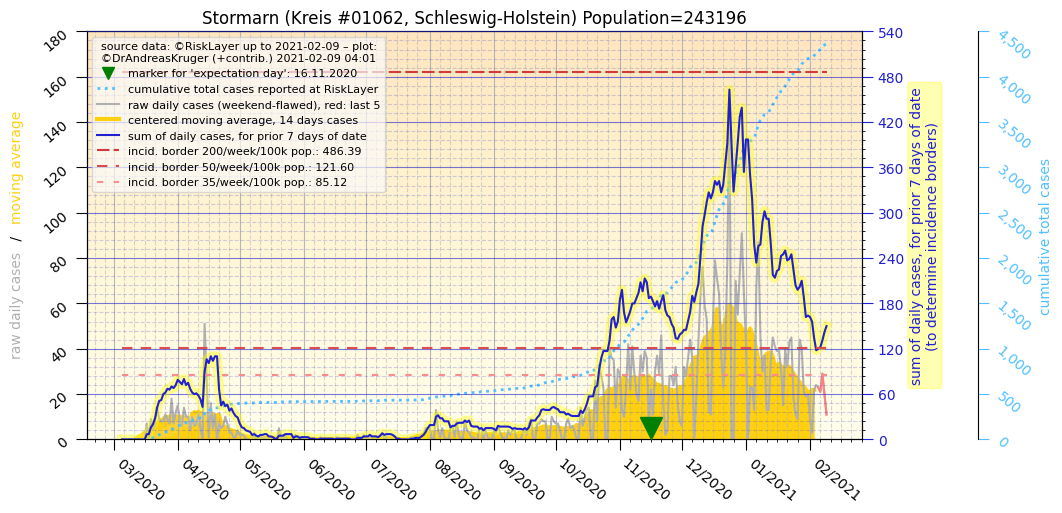 Stormarn (Kreis #01062, Schleswig-Holstein) Population=243196
source data: ©RiskLayer up to 2021-02-09 – plot:
©DrAndreasKruger (+contrib.) 2021-02-09 04:01
marker for 'expectation day': 16.11.2020
cumulative total cases reported at RiskLayer
raw daily cases (weekend-flawed), red: last 5
centered moving average, 14 days cases
sum of daily cases, for prior 7 days of date
incid. border 200/week/100k pop.: 486.39
incid. border 50/week/100k pop.: 121.60
incid. border 35/week/100k pop.: 85.12
raw daily cases / moving average
180
160
140
120
100
80
60
40
20
0
03/2020
04/2020
05/2020
06/2020
07/2020
08/2020
09/2020
10/2020
11/2020
12/2020
01/2021
02/2021
540
480
420
360
300
240
180
120
60
0
sum of daily cases, for prior 7 days of date
(to determine incidence borders)
4,500
4,000
3,500
3,000
2,500
2,000
1,500
1,000
500
0
cumulative total cases